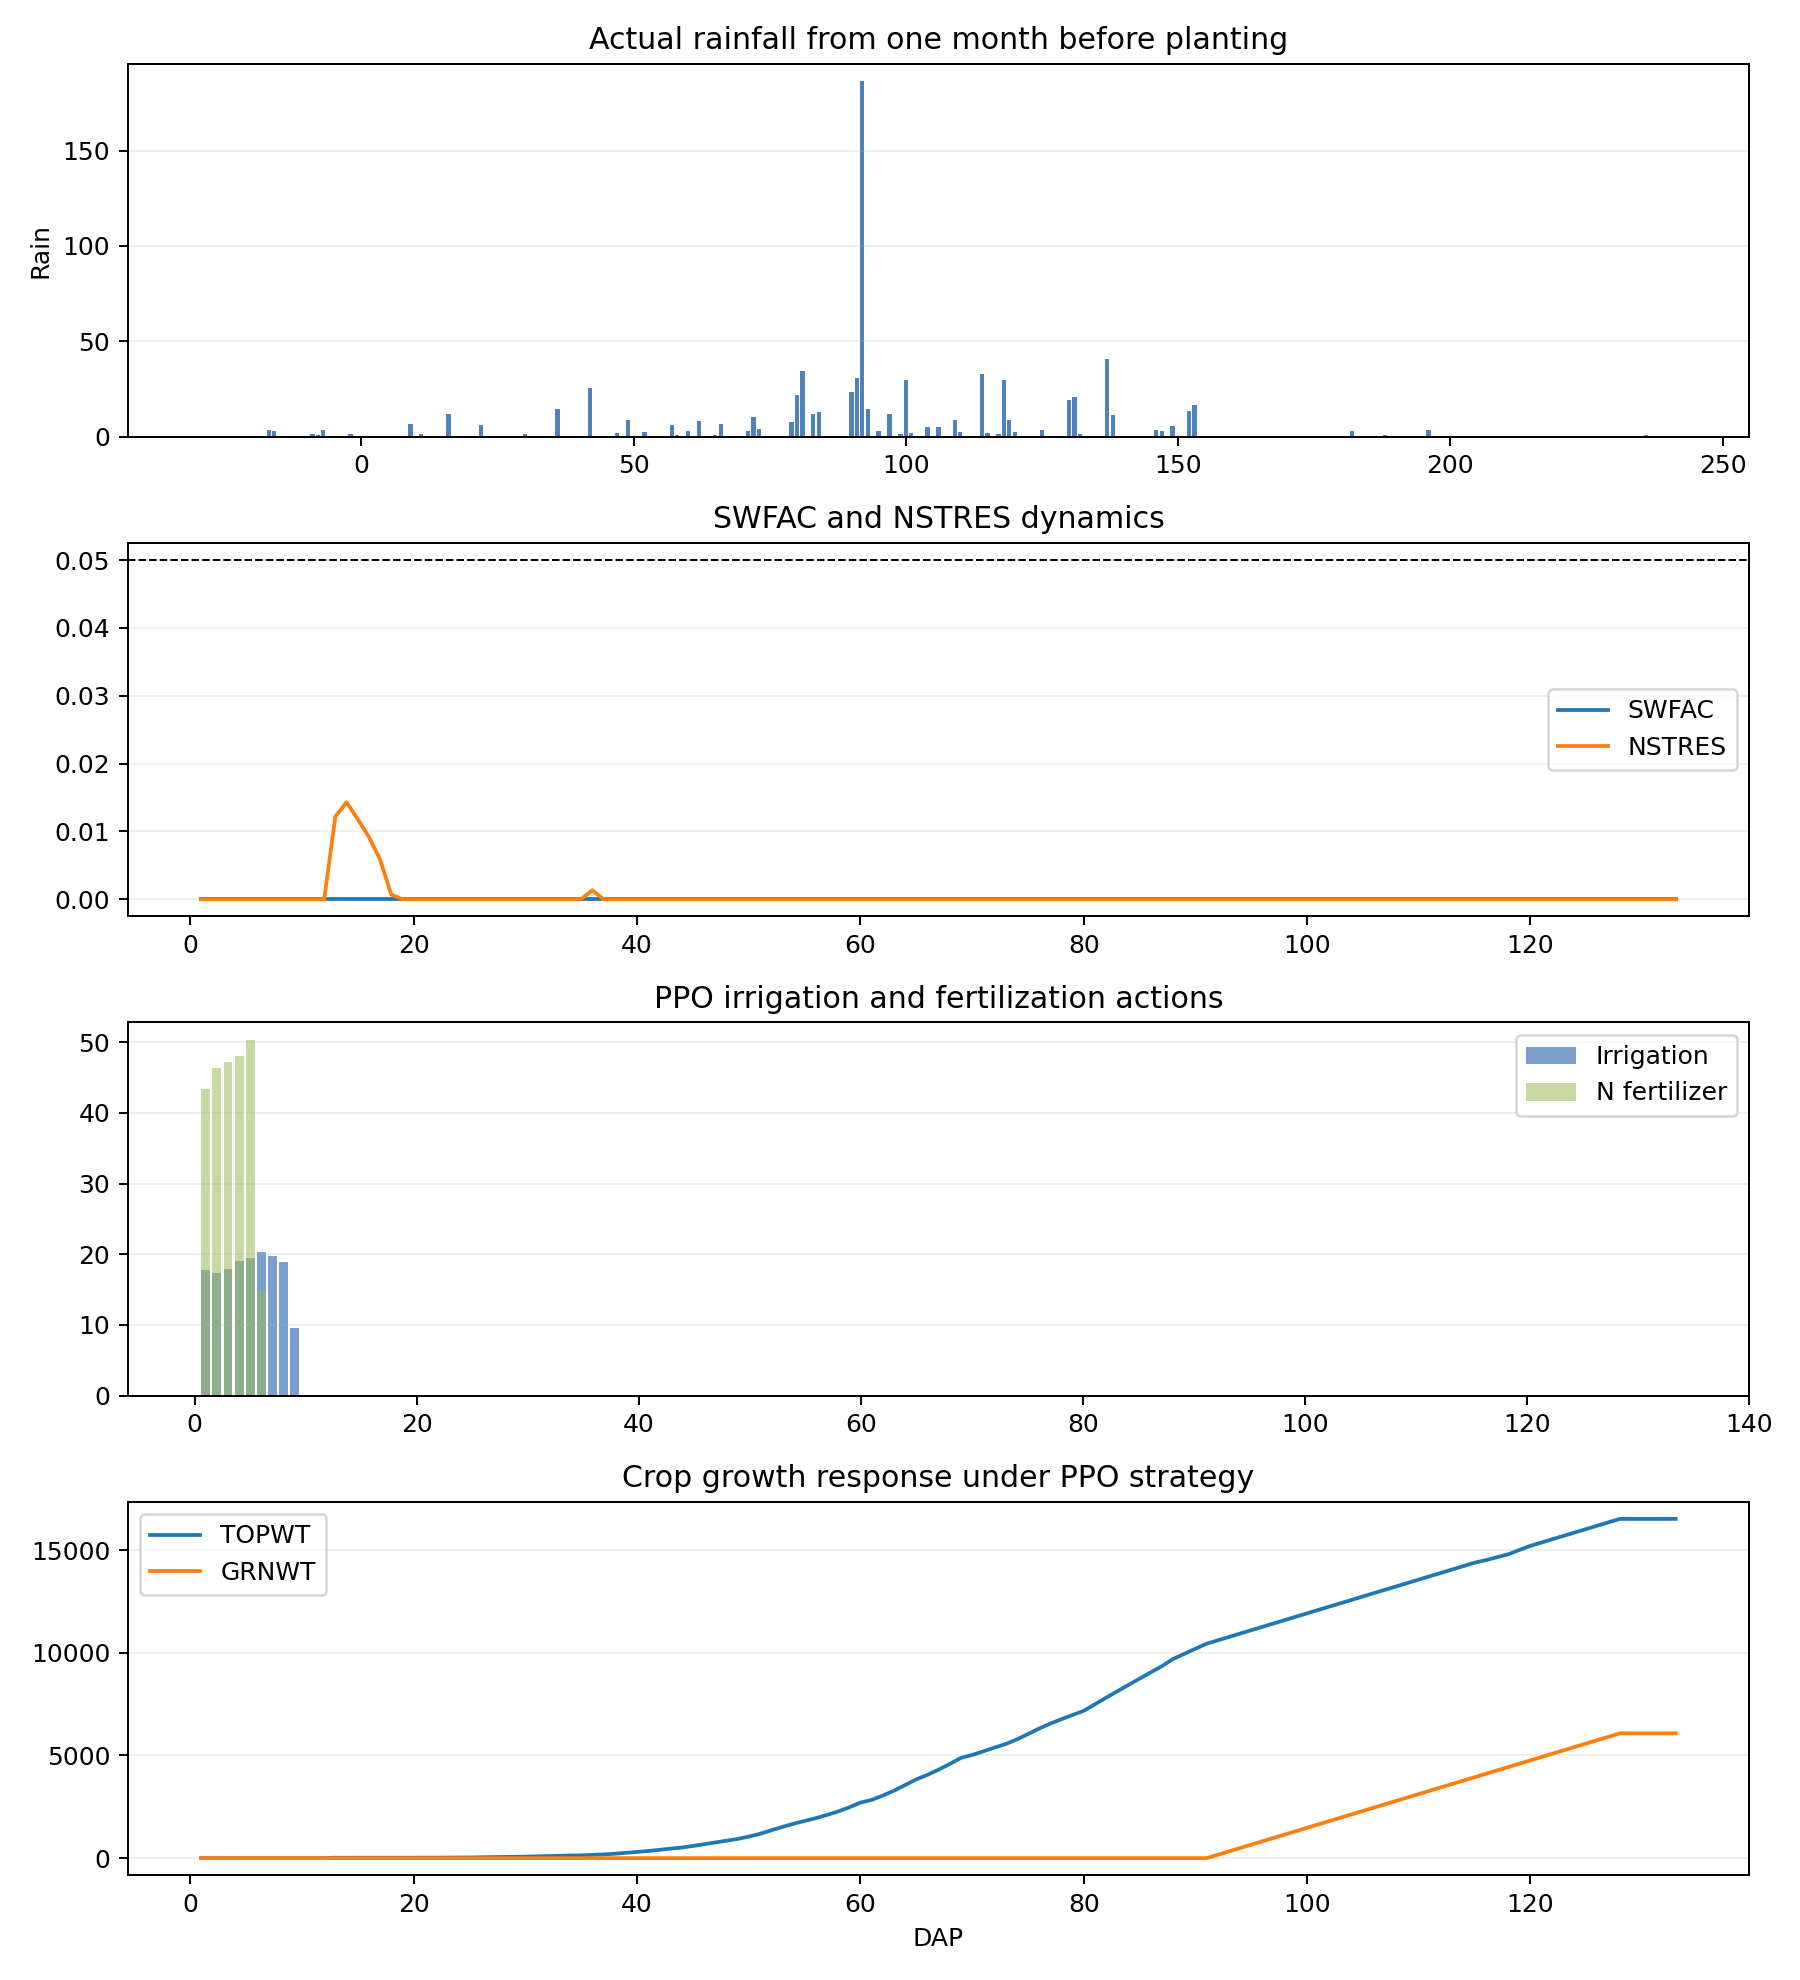 Actual rainfall from one month before planting
Rain
150
100
50
0
0 50 100 150 200 250
SWFAC and NSTRES dynamics
0.05
0.04
0.03
0.02
0.01
0.00
SWFAC
NSTRES
0 20 40 60 80 100 120
PPO irrigation and fertilization actions
50
40
30
20
10
0
Irrigation
N fertilizer
0 20 40 60 80 100 120 140
Crop growth response under PPO strategy
TOPWT
GRNWT
15000
10000
5000
0
0 20 40 60 80 100 120
DAP